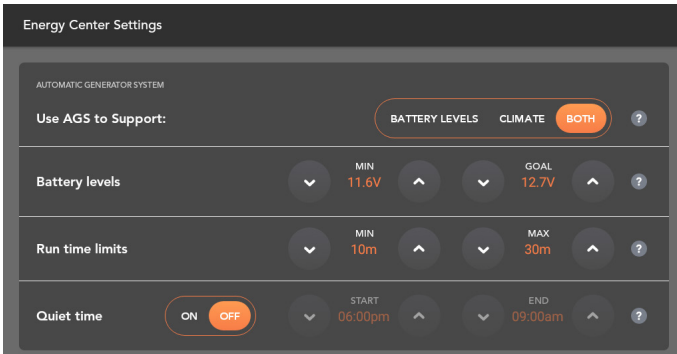 Energy Center Settings
AUTOMATIC GENERATOR SYSTEM
Use AGS to Support:
BATTERY LEVELS CLIMATE BOTH ?
Battery levels
MIN
11.6V
GOAL
12.7V
?
Run time limits
MIN
10m
MAX
30m
?
Quiet time
ON OFF
START
06:00pm
END
09:00am
?